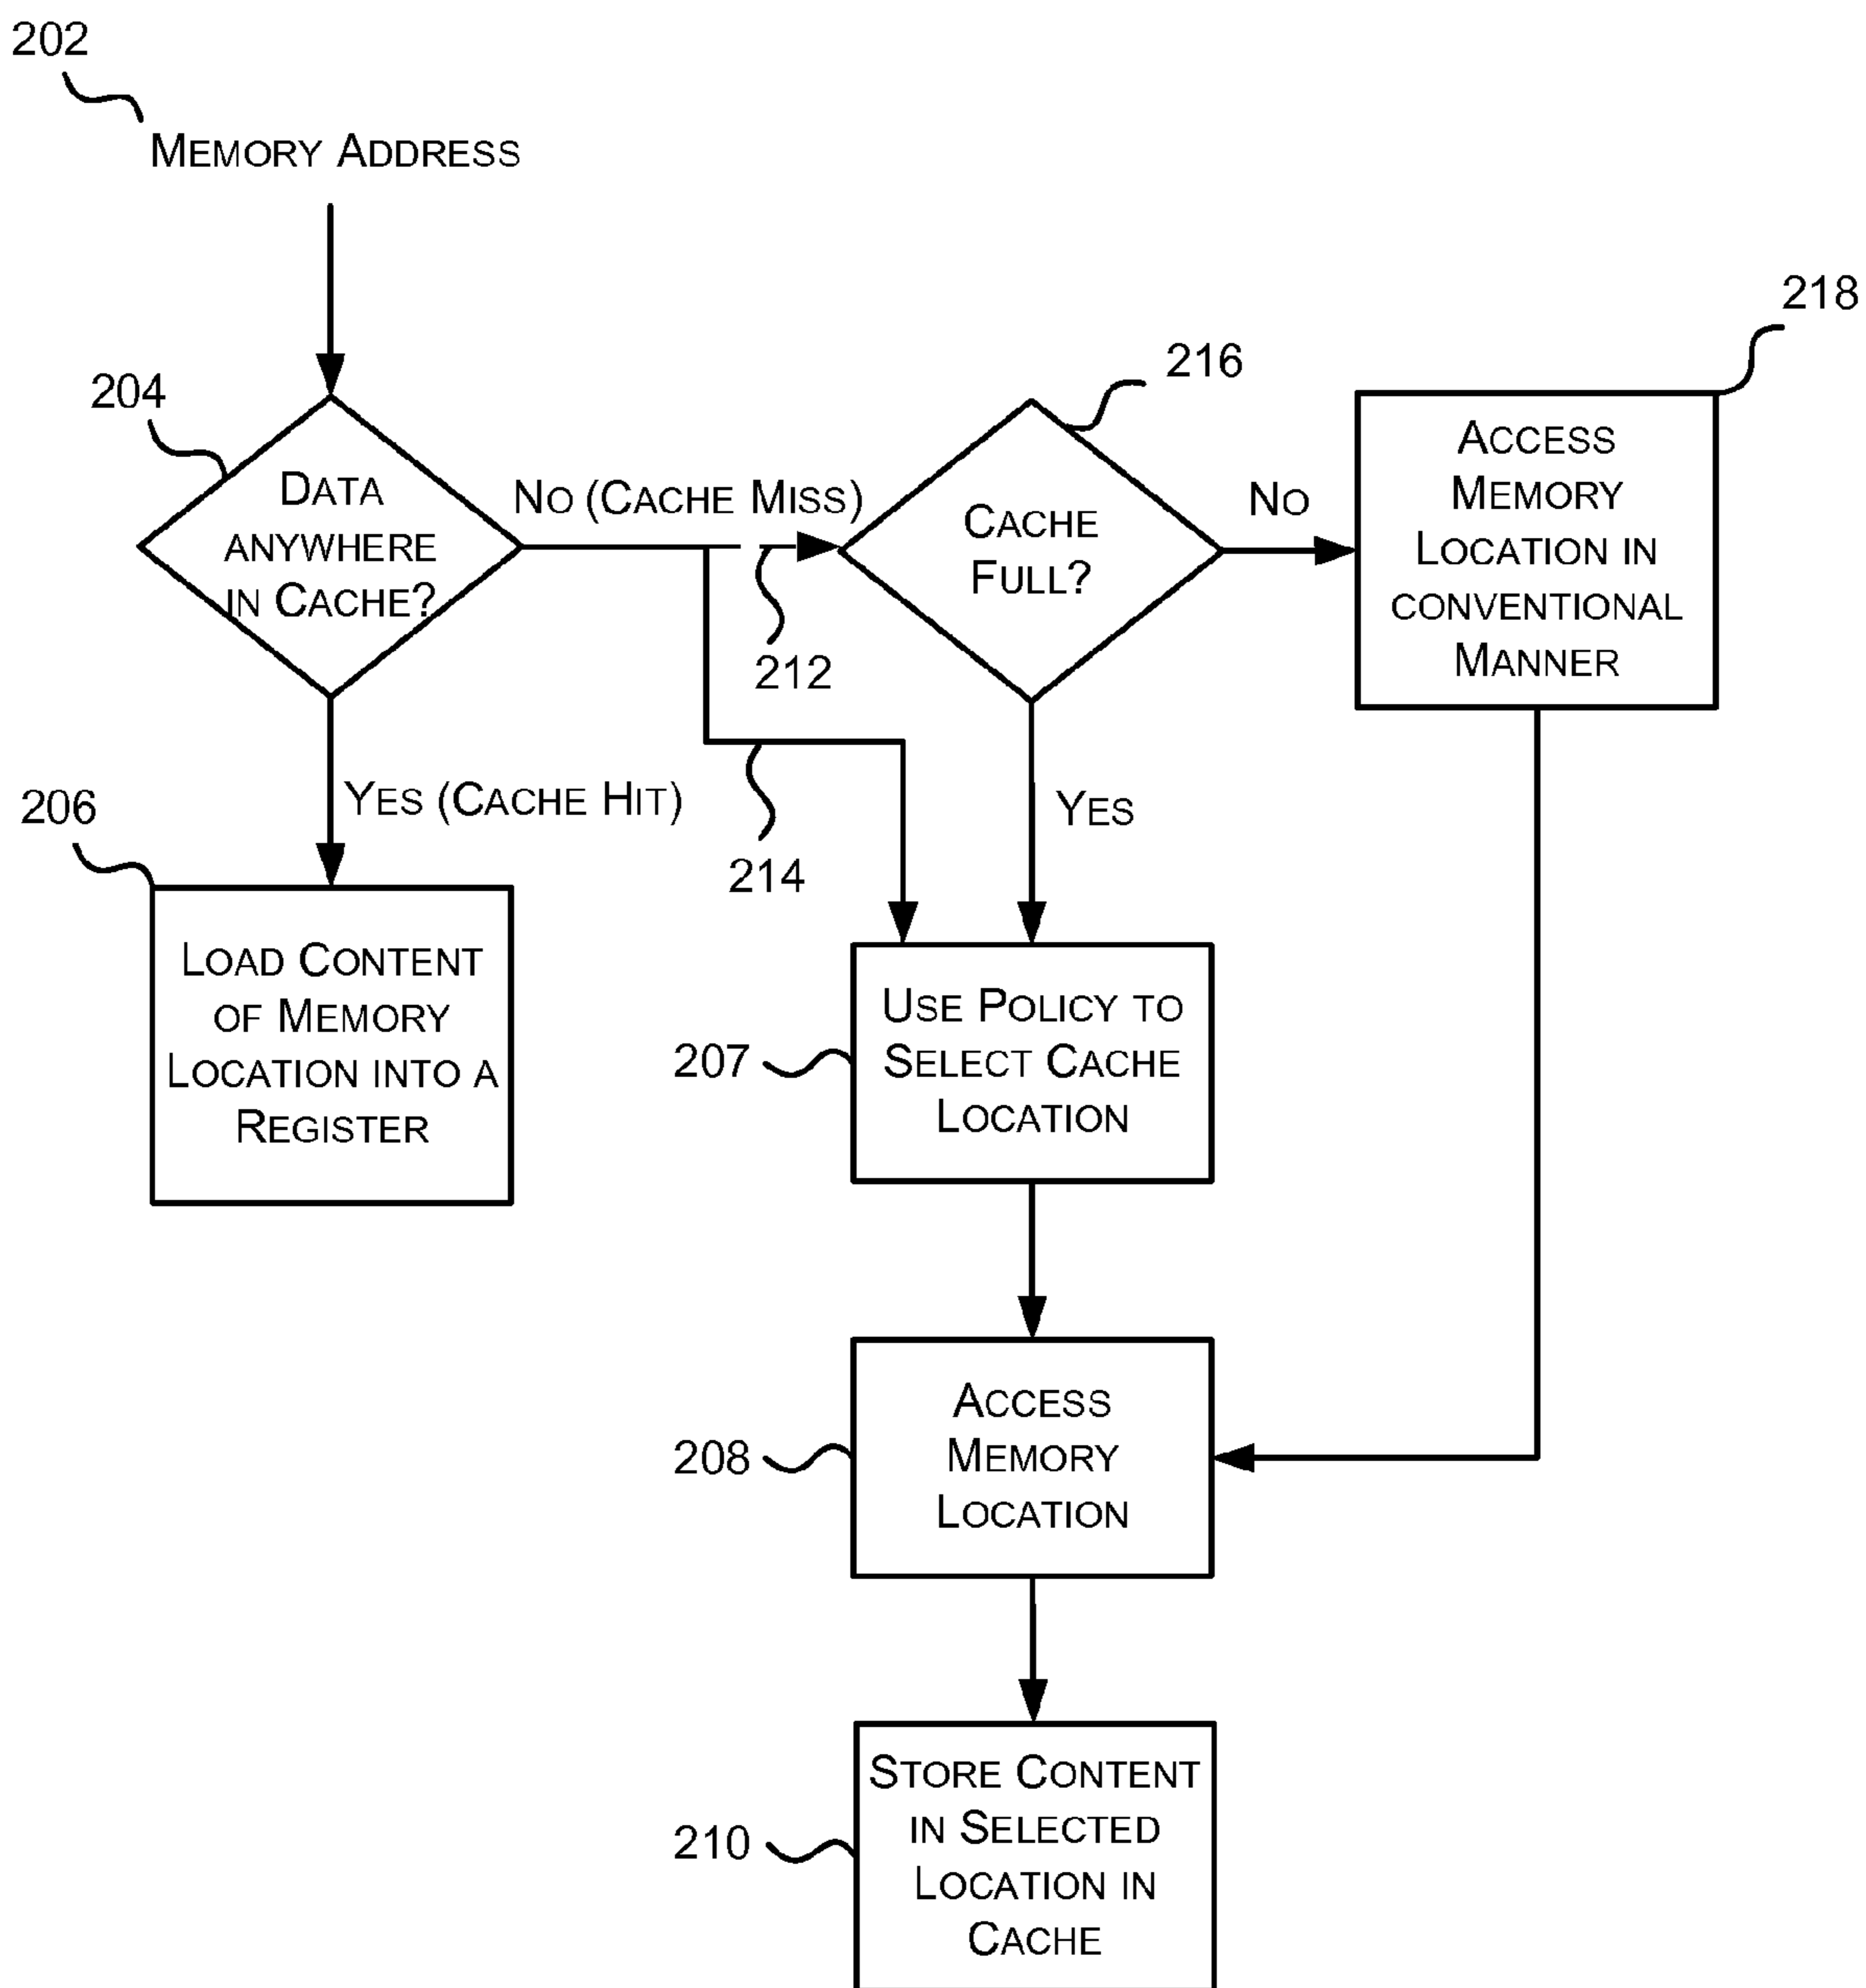 202
MEMORY ADDRESS
204
DATA
ANYWHERE
IN CACHE?
NO (CACHE MISS)
212
216
CACHE
FULL?
NO
218
ACCESS
MEMORY
LOCATION IN
CONVENTIONAL
MANNER
YES (CACHE HIT)
214
YES
206
LOAD CONTENT
OF MEMORY
LOCATION INTO A
REGISTER
207
USE POLICY TO
SELECT CACHE
LOCATION
208
ACCESS
MEMORY
LOCATION
210
STORE CONTENT
IN SELECTED
LOCATION IN
CACHE